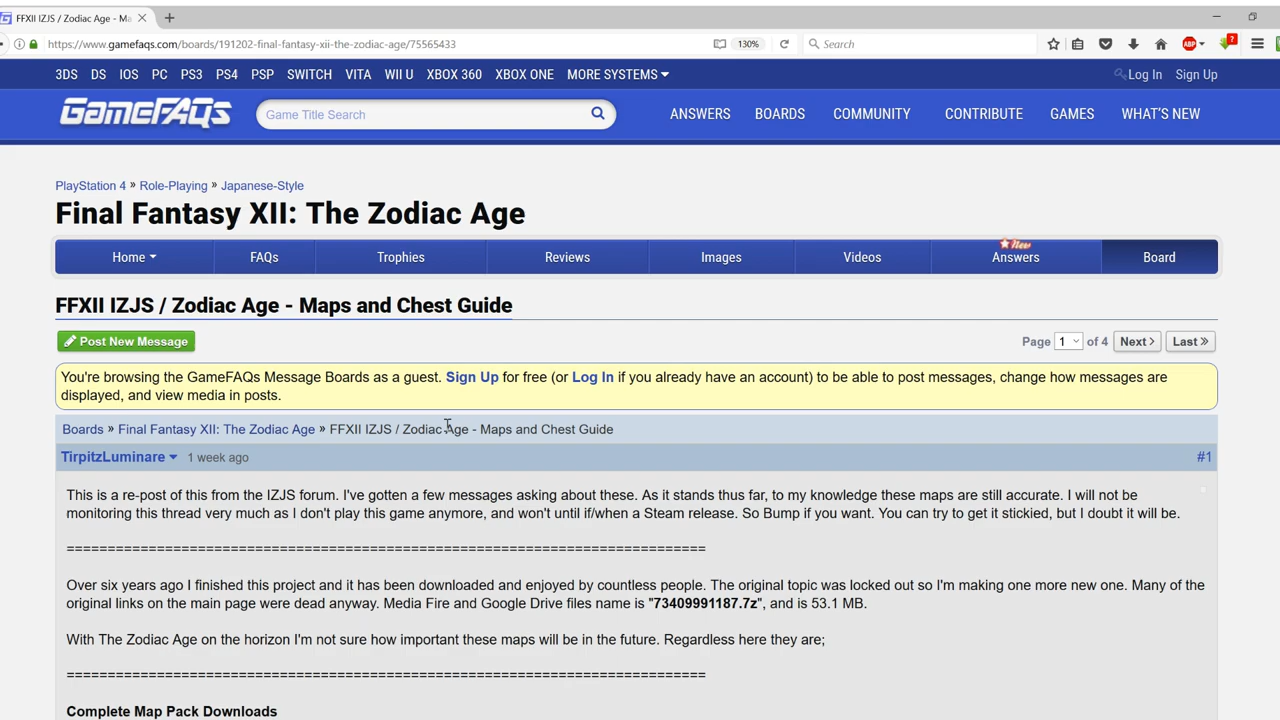 FFXII IZJS / Zodiac Age - Ma
https://www.gamefaqs.com/boards/191202-final-fantasy-xii-the-zodiac-age/75565433
130%
Search
ABP
7
3DS DS IOS PC PS3 PS4 PSP SWITCH VITA WII U XBOX 360 XBOX ONE MORE SYSTEMS
Log In Sign Up
GameFAQs
Game Title Search
ANSWERS BOARDS COMMUNITY CONTRIBUTE GAMES WHAT'S NEW
PlayStation 4 » Role-Playing » Japanese-Style
Final Fantasy XII: The Zodiac Age
New
Home FAQs Trophies Reviews Images Videos Answers Board
FFXII IZJS / Zodiac Age - Maps and Chest Guide
Post New Message
Page 1 of 4 Next > Last »
You're browsing the GameFAQs Message Boards as a guest. Sign Up for free (or Log In if you already have an account) to be able to post messages, change how messages are
displayed, and view media in posts.
Boards » Final Fantasy XII: The Zodiac Age » FFXII IZJS / Zodiac Age - Maps and Chest Guide
TirpitzLuminare 1 week ago #1
This is a re-post of this from the IZJS forum. I've gotten a few messages asking about these. As it stands thus far, to my knowledge these maps are still accurate. I will not be
monitoring this thread very much as I don't play this game anymore, and won't until if/when a Steam release. So Bump if you want. You can try to get it stickied, but I doubt it will be.
==============================================================================
Over six years ago I finished this project and it has been downloaded and enjoyed by countless people. The original topic was locked out so I'm making one more new one. Many of the
original links on the main page were dead anyway. Media Fire and Google Drive files name is "73409991187.7z", and is 53.1 MB.
With The Zodiac Age on the horizon I'm not sure how important these maps will be in the future. Regardless here they are;
==============================================================================
Complete Map Pack Downloads